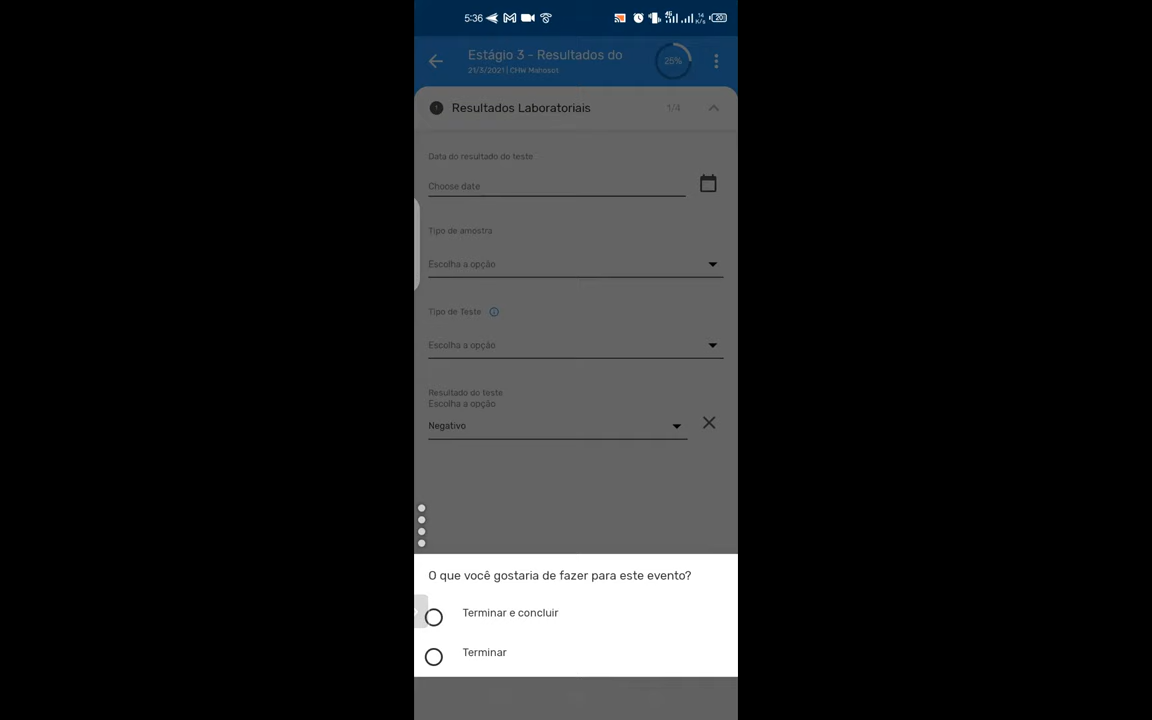 5:36
20
Estágio 3 - Resultados do
21/3/2021 | CHW Mahosot
25%
Resultados Laboratoriais
1/4
Data do resultado do teste
Choose date
Tipo de amostra
Escolha a opção
Tipo de Teste
Escolha a opção
Resultado do teste
Escolha a opção
Negativo
O que você gostaria de fazer para este evento?
Terminar e concluir
Terminar